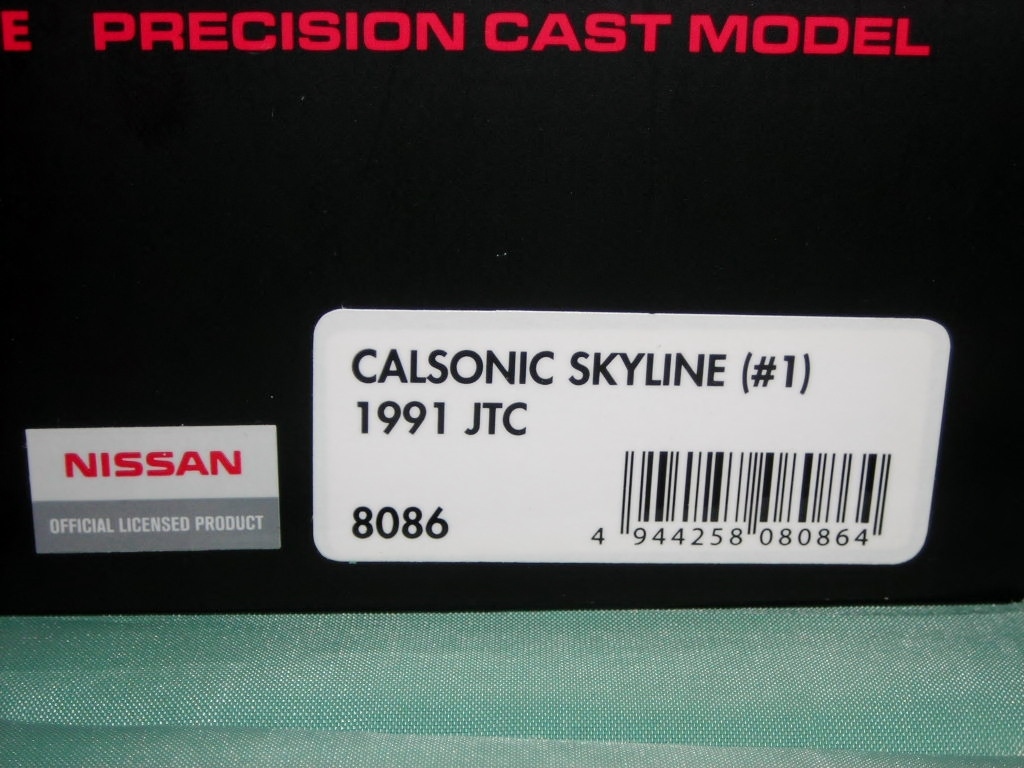 E PRECISION CAST MODEL
CALSONIC SKYLINE (#1)
1991 JTC
NISSAN
OFFICIAL LICENSED PRODUCT
8086
4 944258 080864